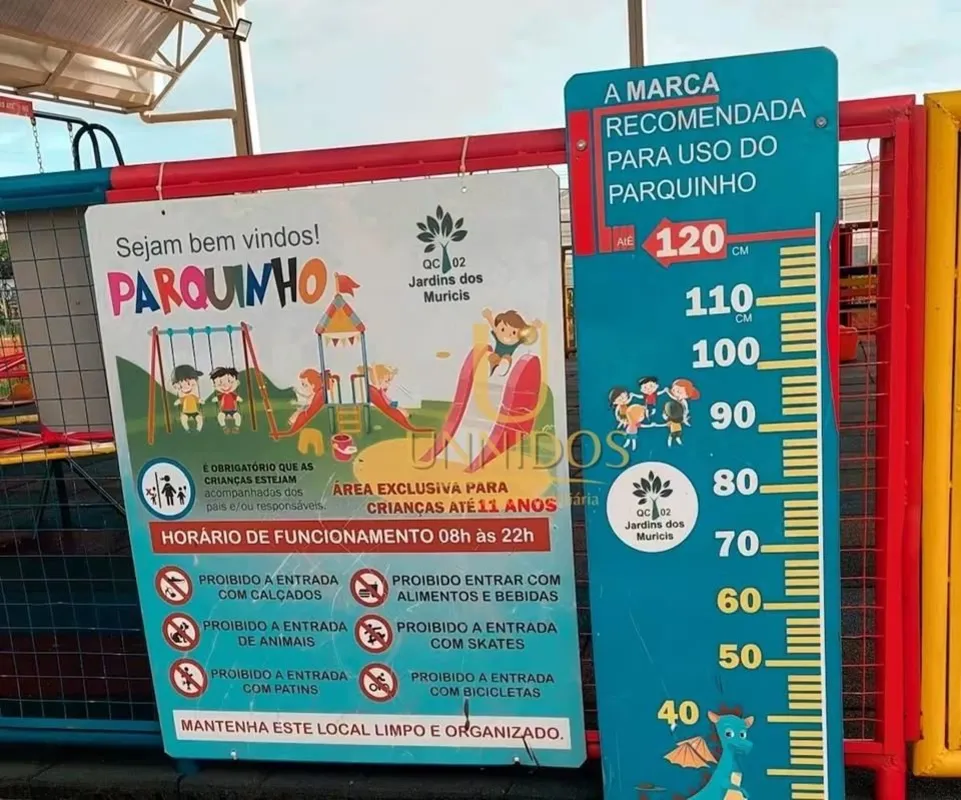 Sejam bem vindos!
PARQUINHO
QC 02
Jardins dos
Muricis
É OBRIGATÓRIO QUE AS
CRIANÇAS ESTEJAM
acompanhados dos
pais e/ou responsáveis.
ÁREA EXCLUSIVA PARA
CRIANÇAS ATÉ 11 ANOS
HORÁRIO DE FUNCIONAMENTO 08h às 22h
PROIBIDO A ENTRADA
COM CALÇADOS
PROIBIDO ENTRAR COM
ALIMENTOS E BEBIDAS
PROIBIDO A ENTRADA
DE ANIMAIS
PROIBIDO A ENTRADA
COM SKATES
PROIBIDO A ENTRADA
COM PATINS
PROIBIDO A ENTRADA
COM BICICLETAS
MANTENHA ESTE LOCAL LIMPO E ORGANIZADO.
A MARCA
RECOMENDADA
PARA USO DO
PARQUINHO
ATÉ 120 CM
110
CM
100
90
80
QC 02
Jardins dos
Muricis
70
60
50
40
UNNIDOS